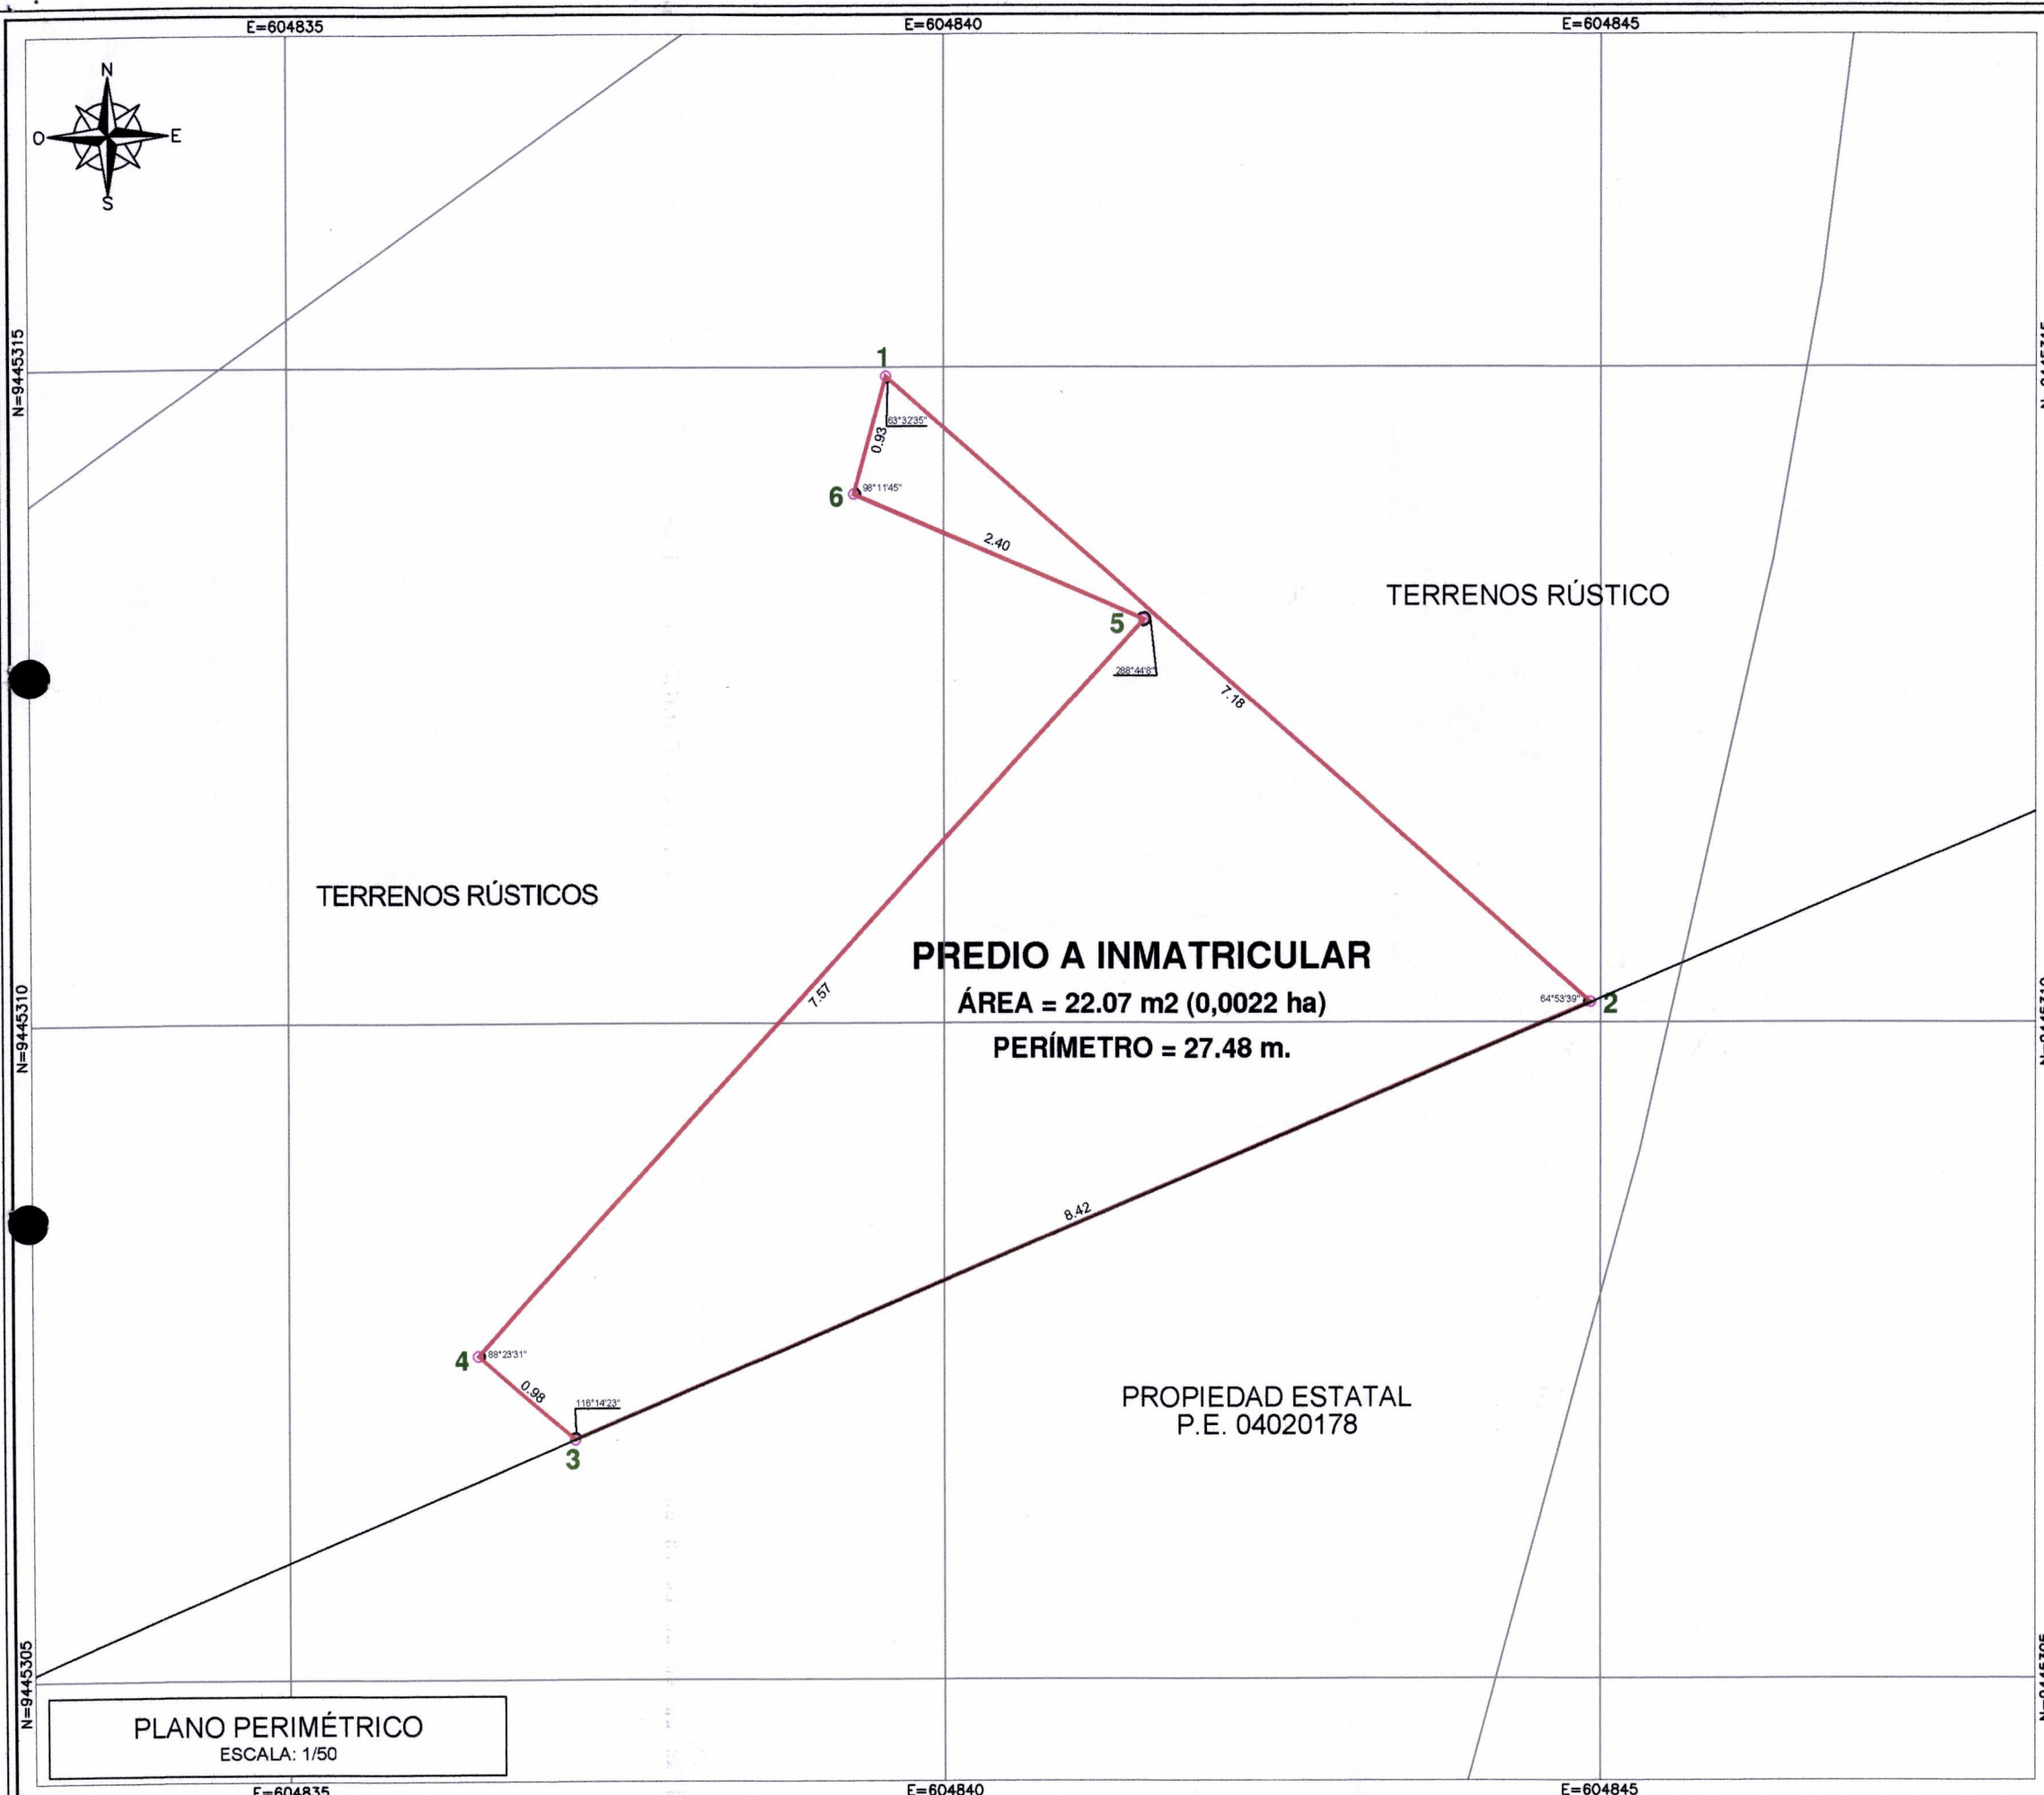 E=604835
E=604840
E=604845
N
O
E
S
N=9445315
1
63°32'35"
0.93
6
98°11'45"
2.40
TERRENOS RÚSTICO
5
288°44'8"
7.18
TERRENOS RÚSTICOS
PREDIO A INMATRICULAR
ÁREA = 22.07 m2 (0,0022 ha)
PERÍMETRO = 27.48 m.
64°53'39"
2
7.57
N=9445310
8.42
4
88°23'31"
0.98
116°14'23"
3
PROPIEDAD ESTATAL
P.E. 04020178
N=9445305
PLANO PERIMÉTRICO
ESCALA: 1/50
E=604835
E=604840
E=604845